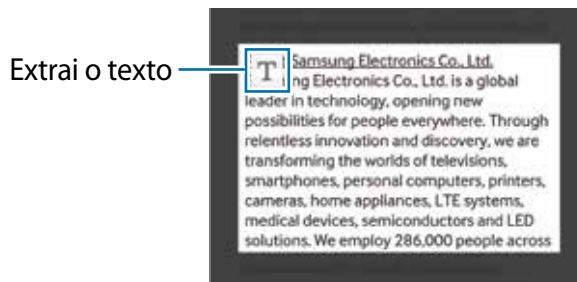 Extrai o texto
T
Samsung Electronics Co., Ltd.
ng Electronics Co., Ltd. is a global
leader in technology, opening new
possibilities for people everywhere. Through
relentless innovation and discovery, we are
transforming the worlds of televisions,
smartphones, personal computers, printers,
cameras, home appliances, LTE systems,
medical devices, semiconductors and LED
solutions. We employ 286,000 people across